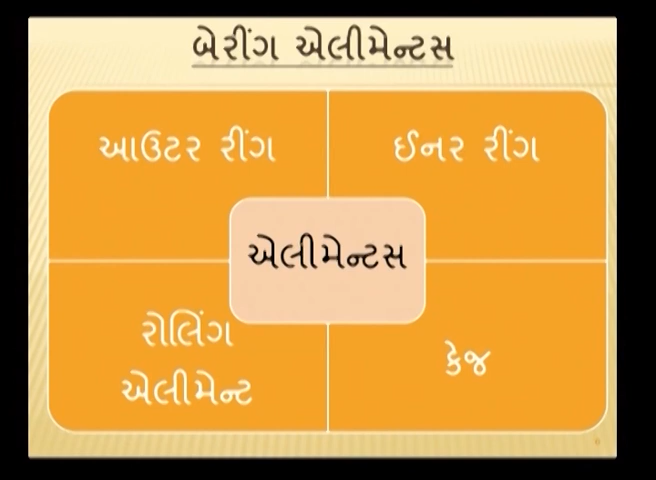 બેરીંગ એલીમેન્ટસ
આઉટર રીંગ
ઈનર રીંગ
એલીમેન્ટસ
રોલિંગ
એલીમેન્ટ
કેજ